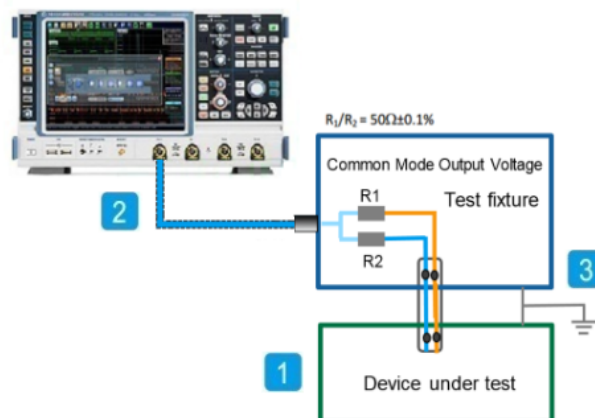 R₁/R₂ = 50Ω±0.1%
Common Mode Output Voltage
R1
Test fixture
R2
2
3
1
Device under test